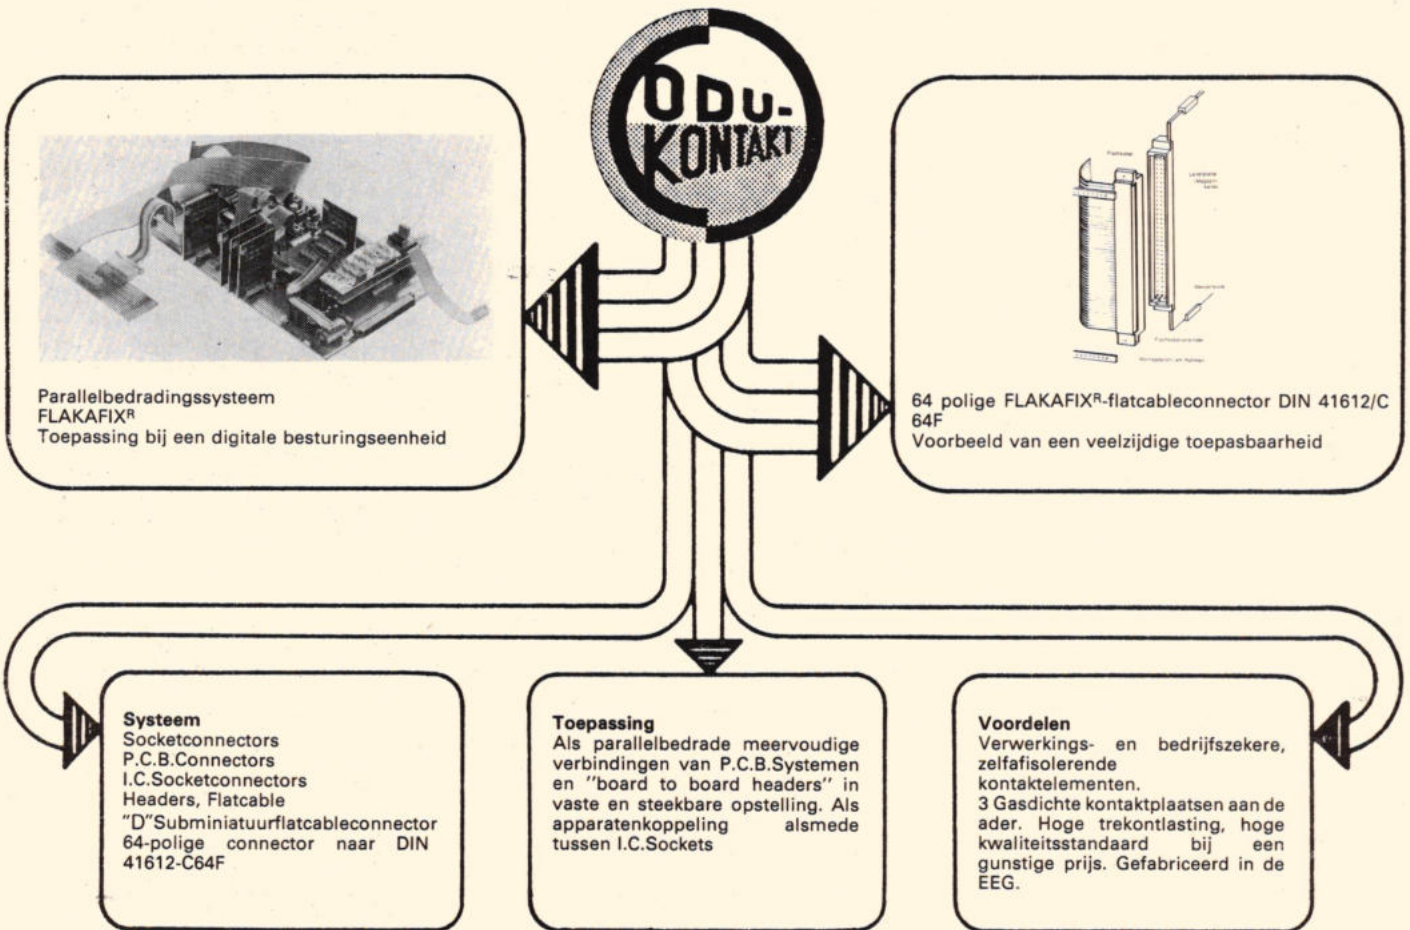 ODU-
KONTAKT
Parallelbedradingssysteem
FLAKAFIXᴿ
Toepassing bij een digitale besturingseenheid
64 polige FLAKAFIXᴿ-flatcableconnector DIN 41612/C
64F
Voorbeeld van een veelzijdige toepasbaarheid
Systeem
Socketconnectors
P.C.B.Connectors
I.C.Socketconnectors
Headers, Flatcable
"D"Subminiatuurflatcableconnector
64-polige connector naar DIN
41612-C64F
Toepassing
Als parallelbedrade meervoudige
verbindingen van P.C.B.Systemen
en "board to board headers" in
vaste en steekbare opstelling. Als
apparatenkoppeling alsmede
tussen I.C.Sockets
Voordelen
Verwerkings- en bedrijfszekere,
zelfafisolerende
kontaktelementen.
3 Gasdichte kontaktplaatsen aan de
ader. Hoge trekontlasting, hoge
kwaliteitsstandaard bij een
gunstige prijs. Gefabriceerd in de
EEG.